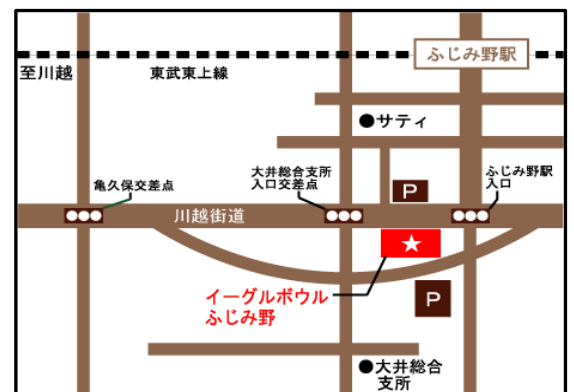 ふじみ野駅
至川越
東武東上線
●サティ
大井総合支所
入口交差点
ふじみ野駅
入口
亀久保交差点
P
川越街道
イーグルボウル
ふじみ野
P
●大井総合
支所